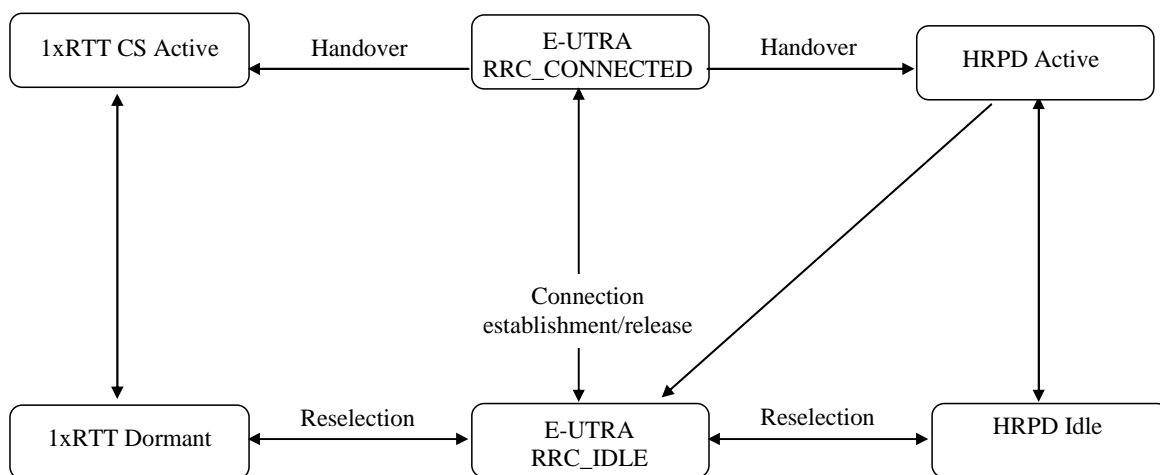 1xRTT CS Active
Handover
E-UTRA
RRC_CONNECTED
Handover
HRPD Active
Connection
establishment/release
1xRTT Dormant
Reselection
E-UTRA
RRC_IDLE
Reselection
HRPD Idle